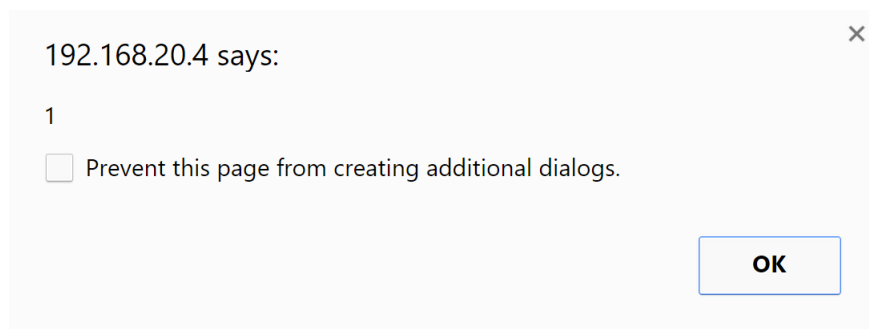 192.168.20.4 says:
1
Prevent this page from creating additional dialogs.
OK